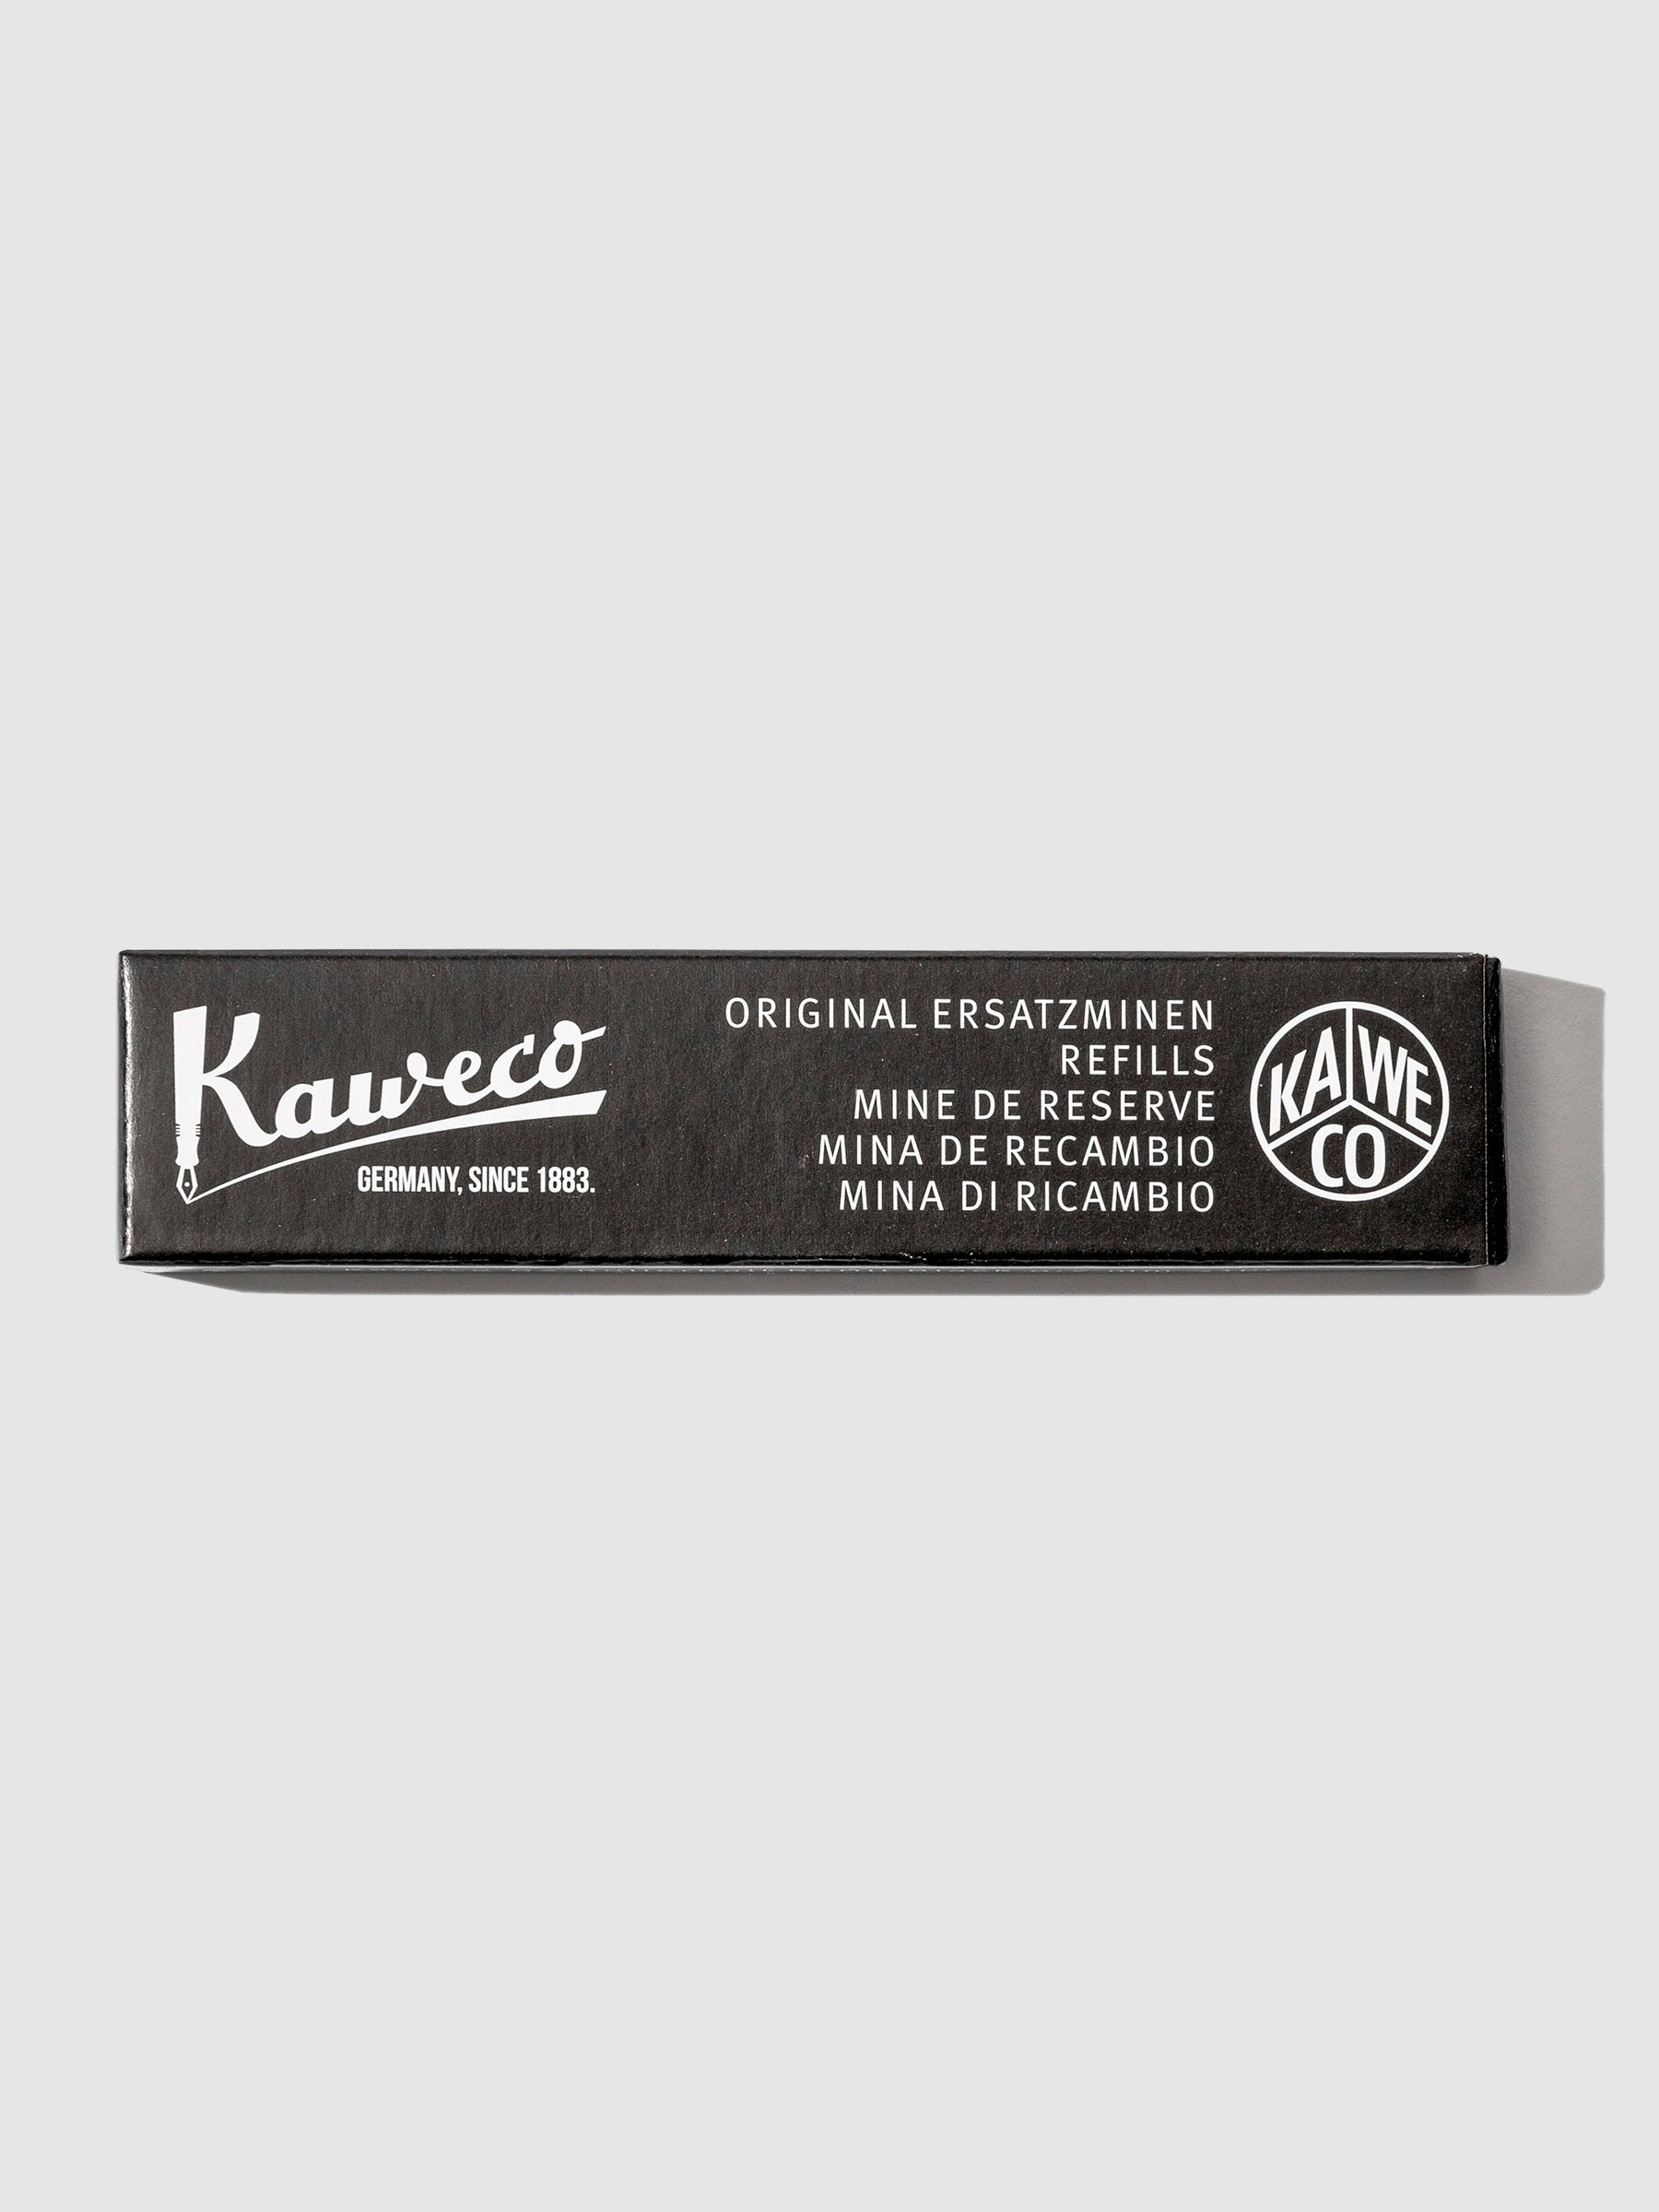 Kaweco
GERMANY, SINCE 1883.
ORIGINAL ERSATZMINEN
REFILLS
MINE DE RESERVE
MINA DE RECAMBIO
MINA DI RICAMBIO
KA WE
CO